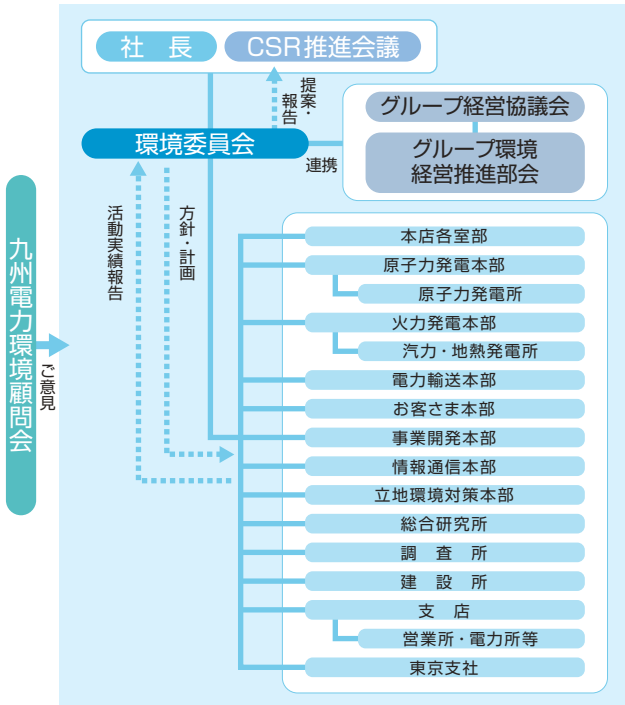 社 長
CSR推進会議
提案・
報告
環境委員会
連携
グループ経営協議会
グループ環境
経営推進部会
九州電力環境顧問会
ご意見
活動実績報告
方針・計画
本店各室部
原子力発電本部
原子力発電所
火力発電本部
汽力・地熱発電所
電力輸送本部
お客さま本部
事業開発本部
情報通信本部
立地環境対策本部
総合研究所
調 査 所
建 設 所
支 店
営業所・電力所等
東京支社